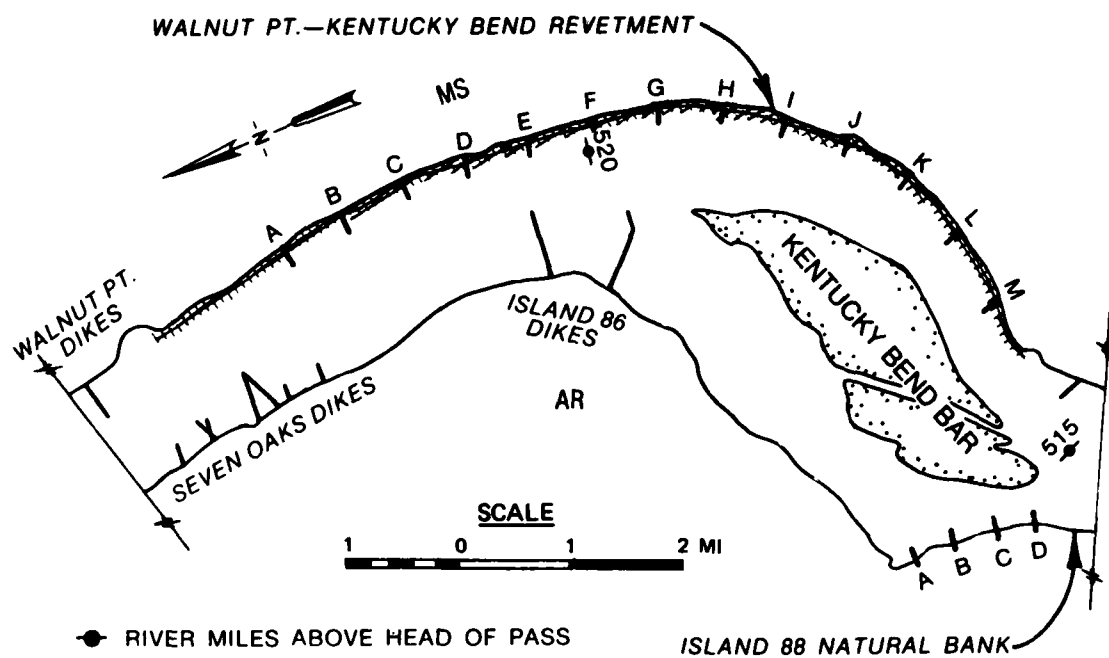 WALNUT PT.—KENTUCKY BEND REVETMENT
MS
N
A
B
C
D
E
F
G
H
I
J
K
L
M
520
WALNUT PT.
DIKES
SEVEN OAKS DIKES
ISLAND 86
DIKES
AR
KENTUCKY BEND BAR
515
SCALE
1 0 1 2 MI
A B C D
RIVER MILES ABOVE HEAD OF PASS
ISLAND 88 NATURAL BANK